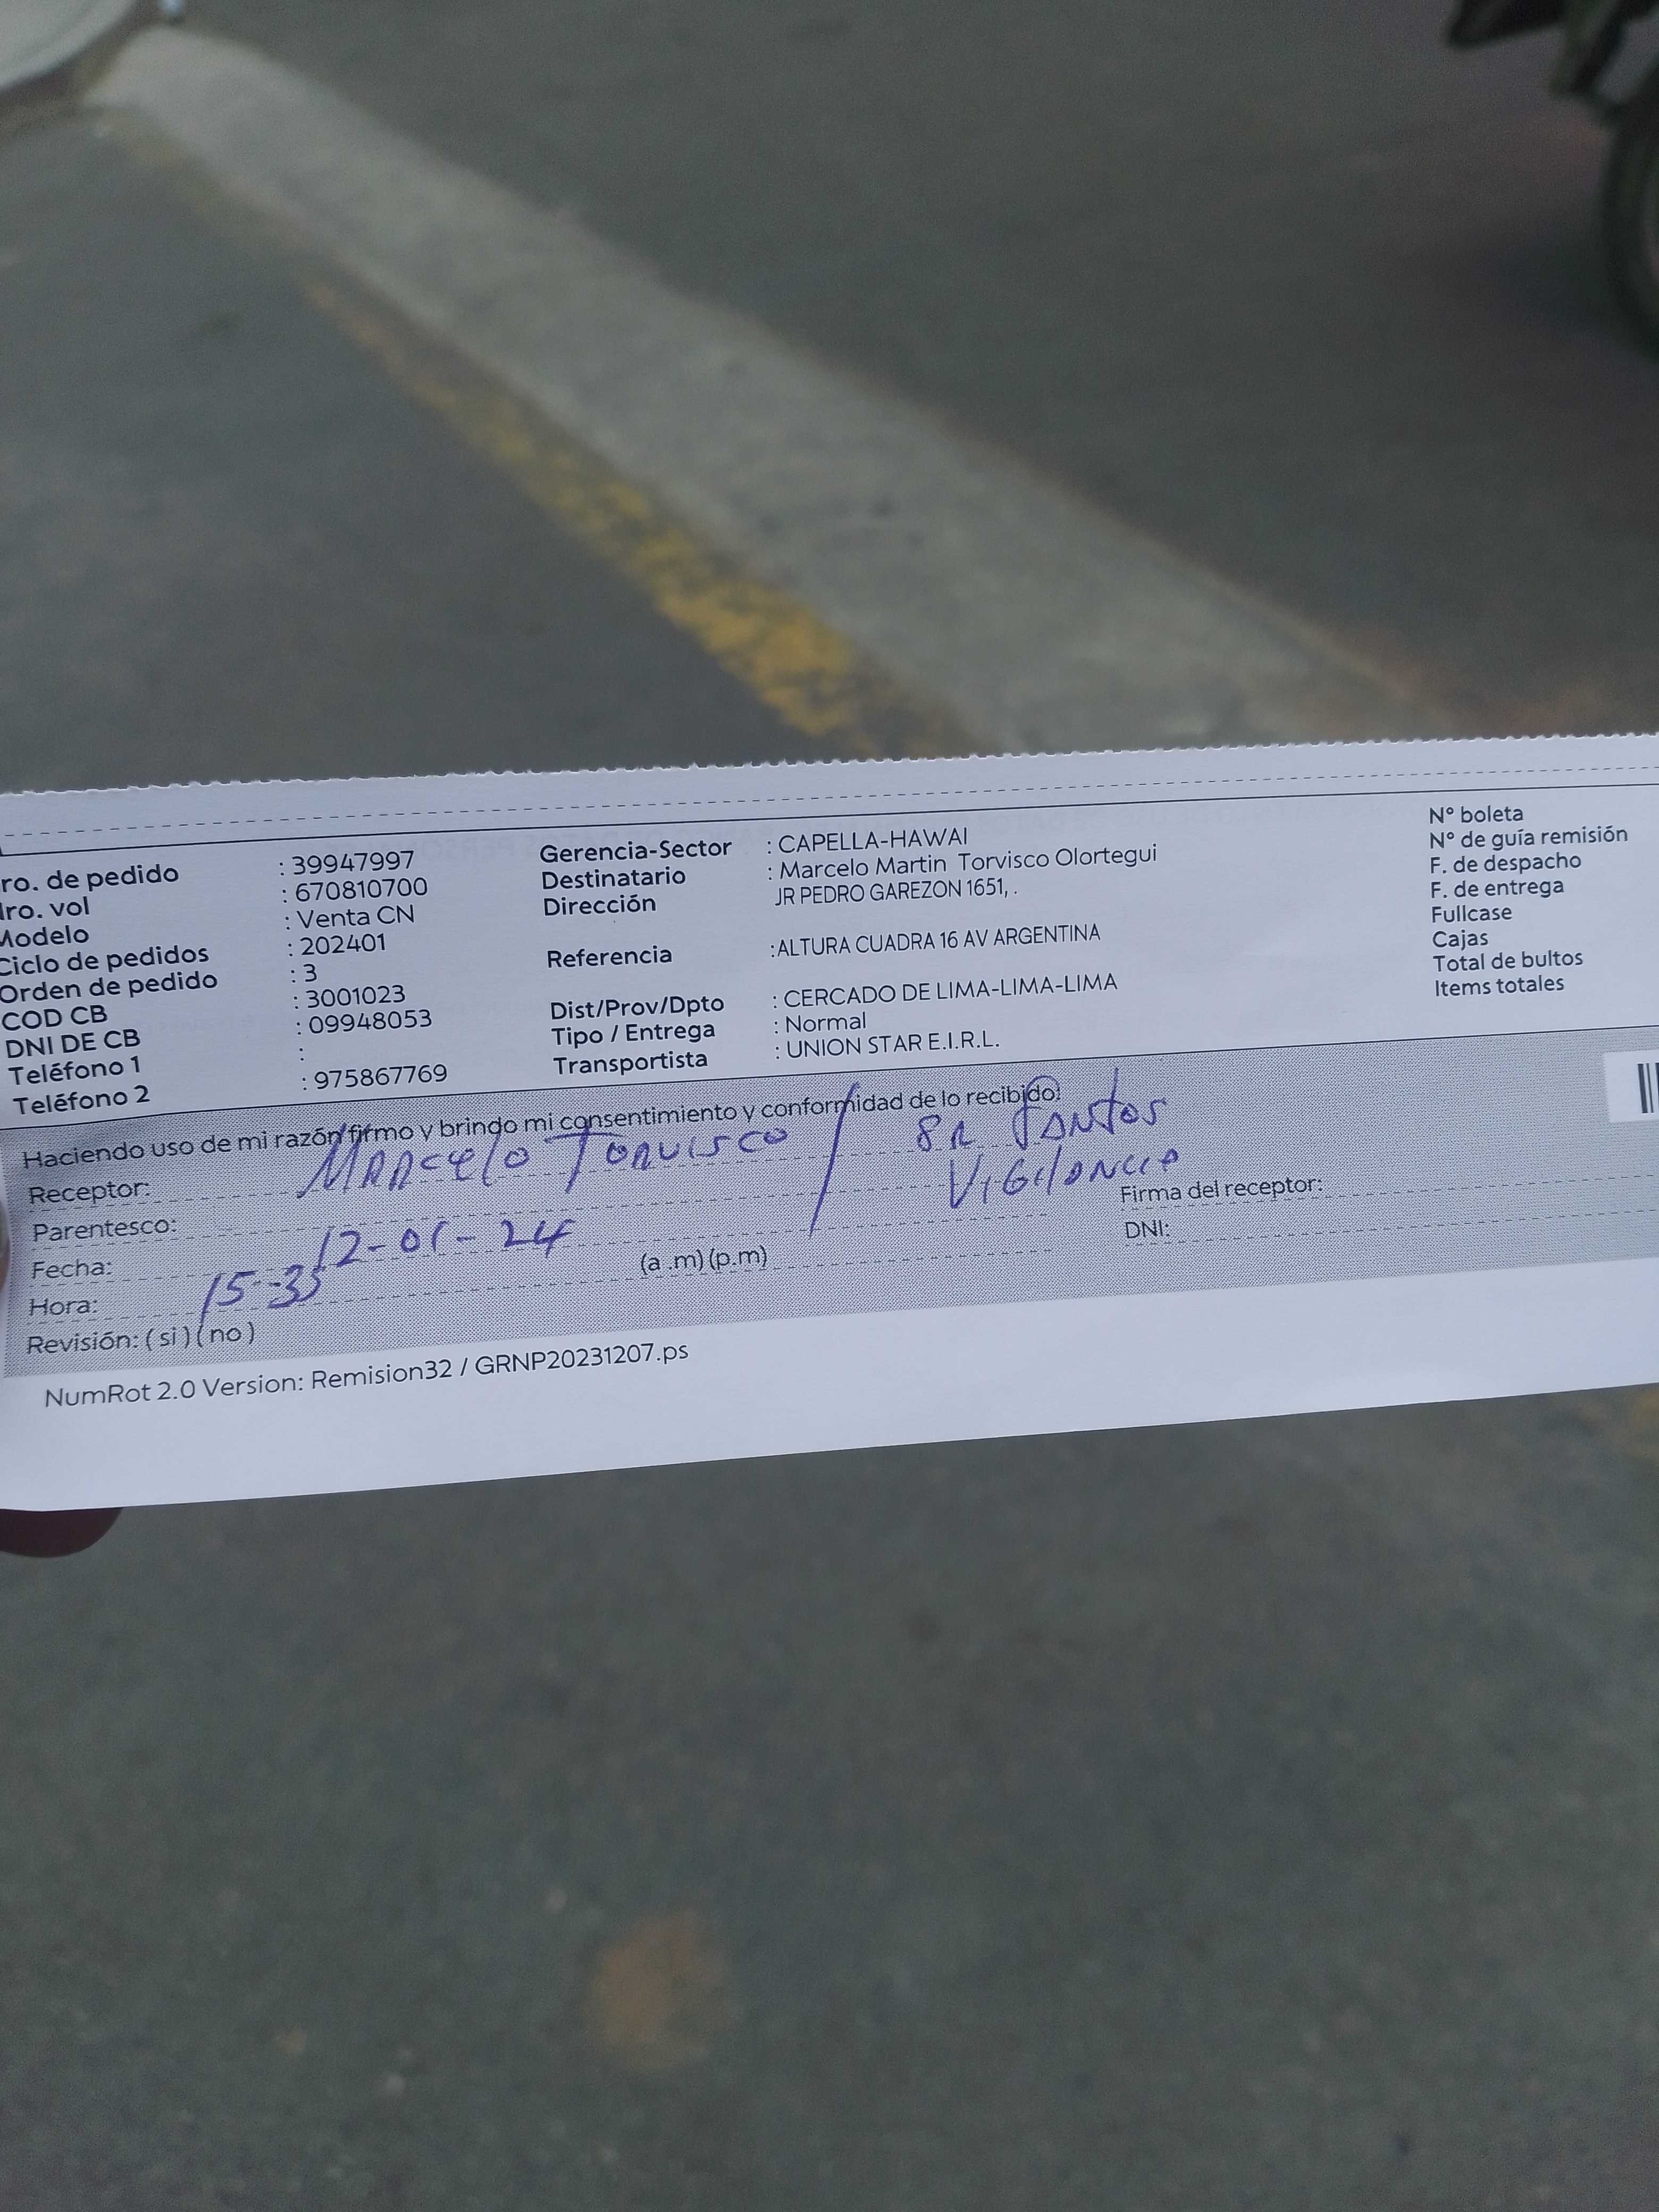 ro. de pedido : 39947997
ro. vol : 670810700
Modelo : Venta CN
Ciclo de pedidos : 202401
Orden de pedido : 3
COD CB : 3001023
DNI DE CB : 09948053
Teléfono 1 :
Teléfono 2 : 975867769
Gerencia-Sector : CAPELLA-HAWAI
Destinatario : Marcelo Martin Torvisco Olortegui
Dirección JR PEDRO GAREZON 1651, .
Referencia :ALTURA CUADRA 16 AV ARGENTINA
Dist/Prov/Dpto : CERCADO DE LIMA-LIMA-LIMA
Tipo / Entrega : Normal
Transportista : UNION STAR E.I.R.L.
N° boleta
N° de guía remisión
F. de despacho
F. de entrega
Fullcase
Cajas
Total de bultos
Items totales
Haciendo uso de mi razón firmo y brindo mi consentimiento y conformidad de lo recibido:
Receptor: Marcelo Torvisco / Sr Santos
Vigilancia
Parentesco:
Firma del receptor:
Fecha: 12-01-24
DNI:
Hora: 15-35 (a .m) (p.m)
Revisión: ( si ) ( no )
NumRot 2.0 Version: Remision32 / GRNP20231207.ps